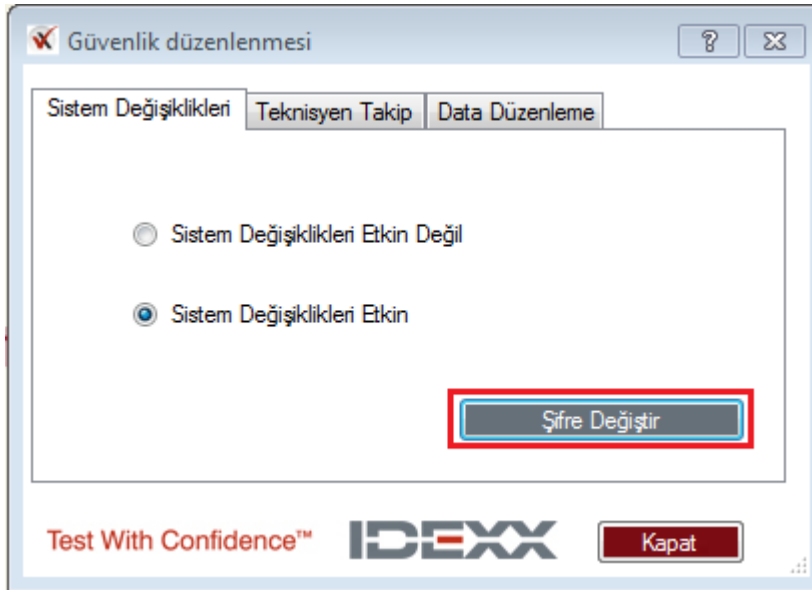 Güvenlik düzenlenmesi
Sistem Değişiklikleri Teknisyen Takip Data Düzenleme
Sistem Değişiklikleri Etkin Değil
Sistem Değişiklikleri Etkin
Şifre Değiştir
Test With Confidence™ IDEXX Kapat